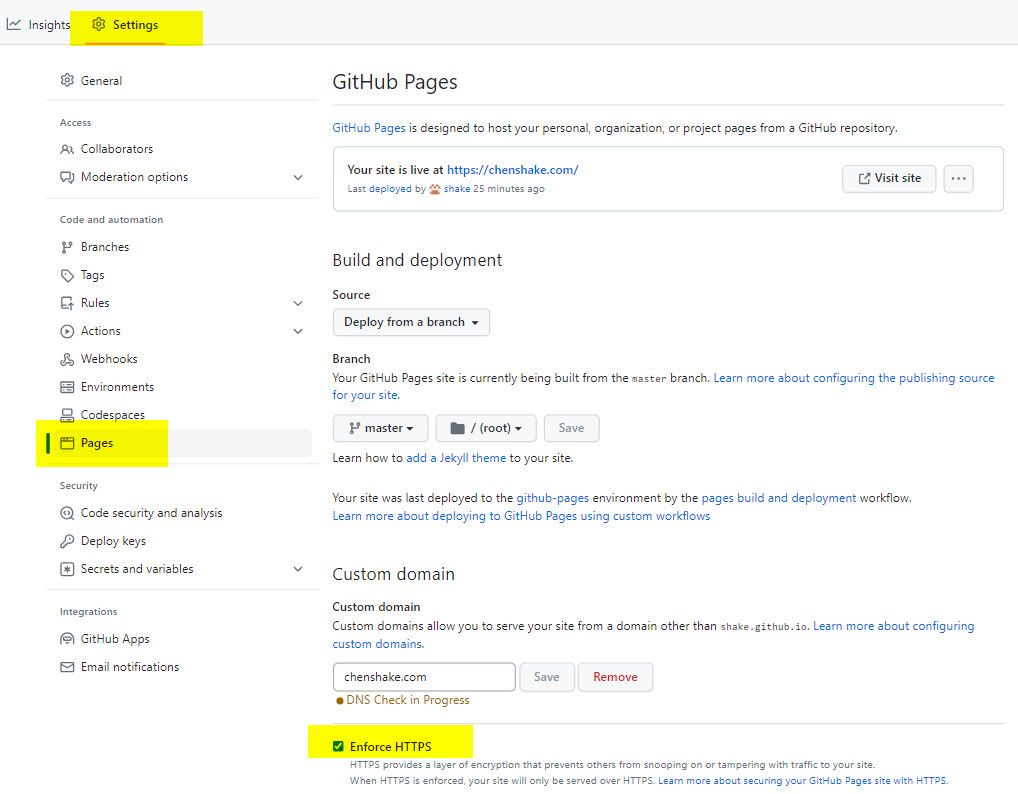 Insights
Settings
General
Access
Collaborators
Moderation options
Code and automation
Branches
Tags
Rules
Actions
Webhooks
Environments
Codespaces
Pages
Security
Code security and analysis
Deploy keys
Secrets and variables
Integrations
GitHub Apps
Email notifications
GitHub Pages
GitHub Pages is designed to host your personal, organization, or project pages from a GitHub repository.
Your site is live at https://chenshake.com/
Last deployed by shake 25 minutes ago
Visit site
Build and deployment
Source
Deploy from a branch
Branch
Your GitHub Pages site is currently being built from the master branch. Learn more about configuring the publishing source
for your site.
master
/ (root)
Save
Learn how to add a Jekyll theme to your site.
Your site was last deployed to the github-pages environment by the pages build and deployment workflow.
Learn more about deploying to GitHub Pages using custom workflows
Custom domain
Custom domain
Custom domains allow you to serve your site from a domain other than shake.github.io. Learn more about configuring
custom domains.
chenshake.com
Save
Remove
DNS Check in Progress
Enforce HTTPS
HTTPS provides a layer of encryption that prevents others from snooping on or tampering with traffic to your site.
When HTTPS is enforced, your site will only be served over HTTPS. Learn more about securing your GitHub Pages site with HTTPS.